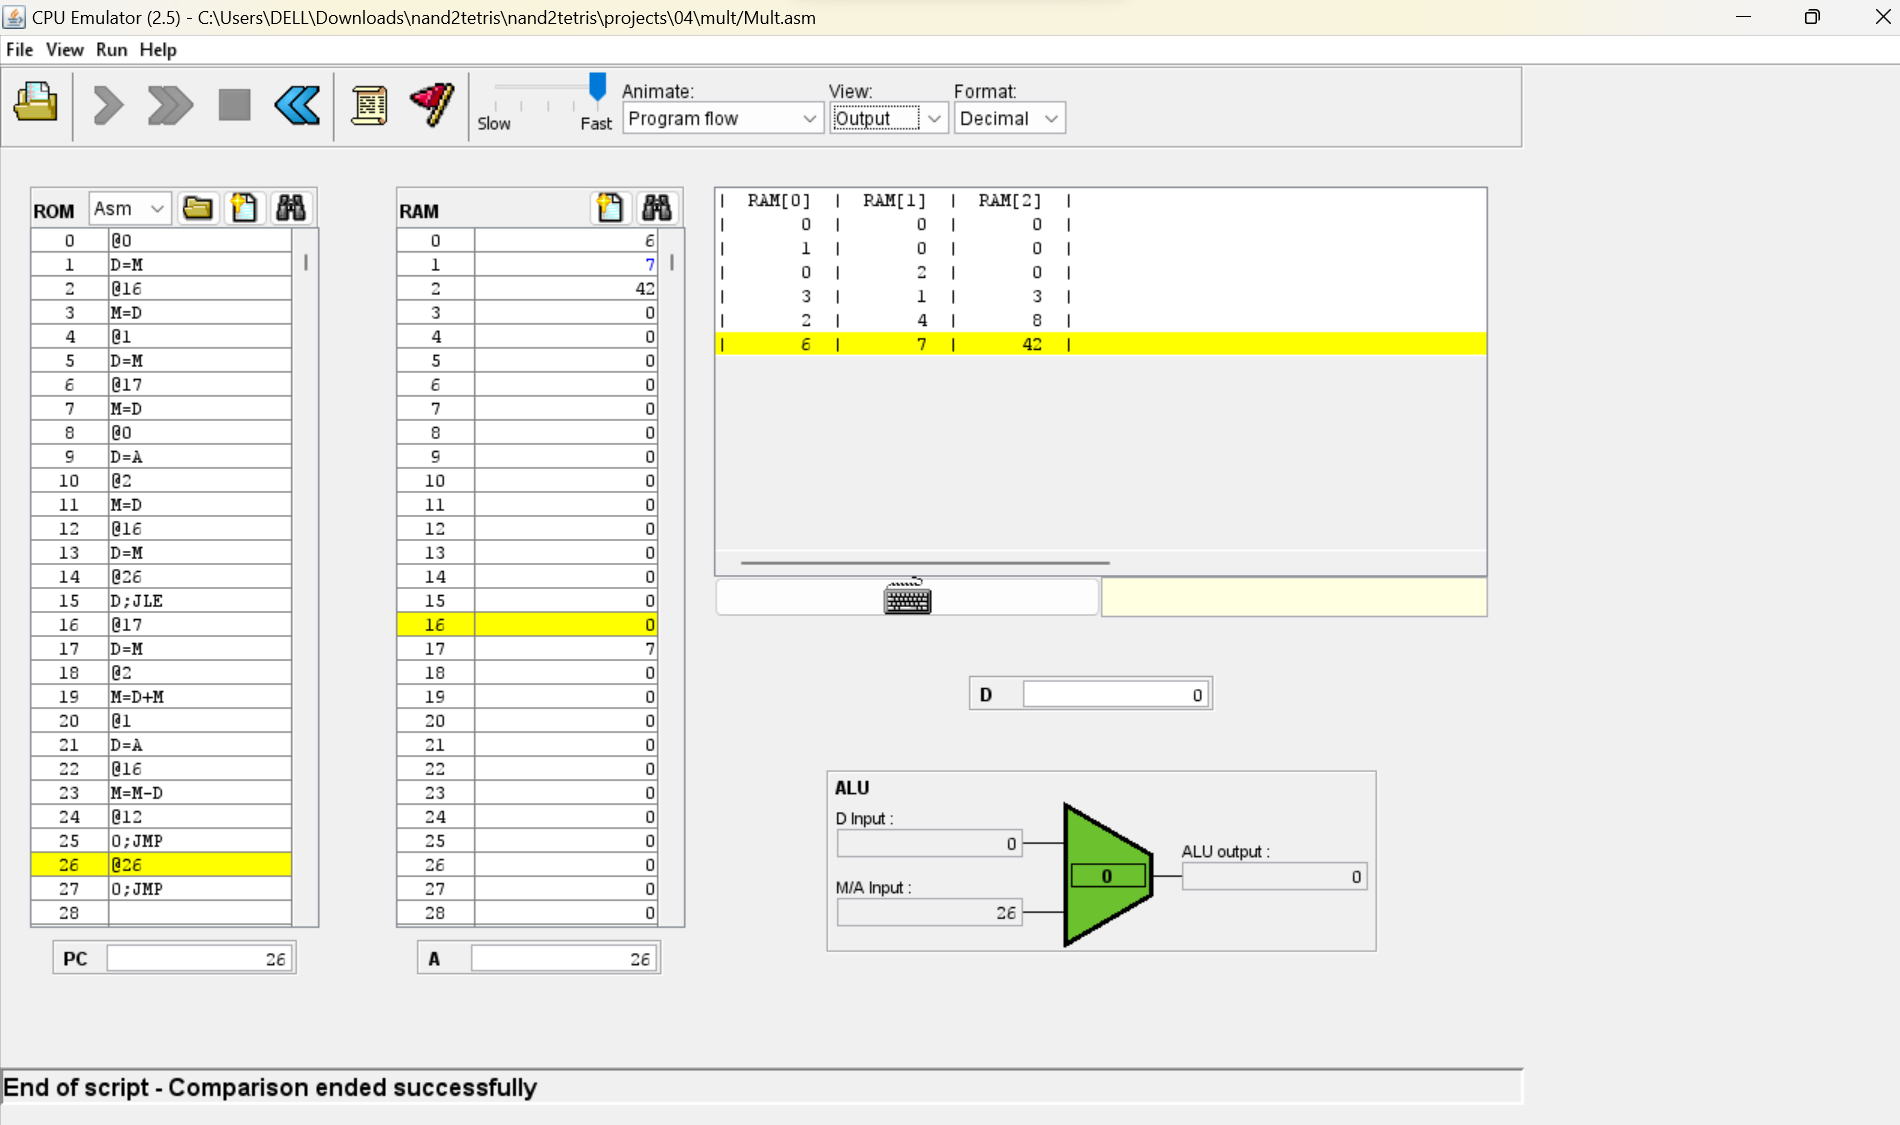 CPU Emulator (2.5) - C:\Users\DELL\Downloads\nand2tetris\nand2tetris\projects\04\mult/Mult.asm
File View Run Help
Slow Fast
Animate:
Program flow
View:
Output
Format:
Decimal
ROM Asm
0 @0
1 D=M
2 @16
3 M=D
4 @1
5 D=M
6 @17
7 M=D
8 @0
9 D=A
10 @2
11 M=D
12 @16
13 D=M
14 @26
15 D;JLE
16 @17
17 D=M
18 @2
19 M=D+M
20 @1
21 D=A
22 @16
23 M=M-D
24 @12
25 0;JMP
26 @26
27 0;JMP
28
PC 26
RAM
0 6
1 7
2 42
3 0
4 0
5 0
6 0
7 0
8 0
9 0
10 0
11 0
12 0
13 0
14 0
15 0
16 0
17 7
18 0
19 0
20 0
21 0
22 0
23 0
24 0
25 0
26 0
27 0
28 0
A 26
| RAM[0] | RAM[1] | RAM[2] |
| 0 | 0 | 0 |
| 1 | 0 | 0 |
| 0 | 2 | 0 |
| 3 | 1 | 3 |
| 2 | 4 | 8 |
| 6 | 7 | 42 |
D 0
ALU
D Input :
0
M/A Input :
26
0
ALU output :
0
End of script - Comparison ended successfully